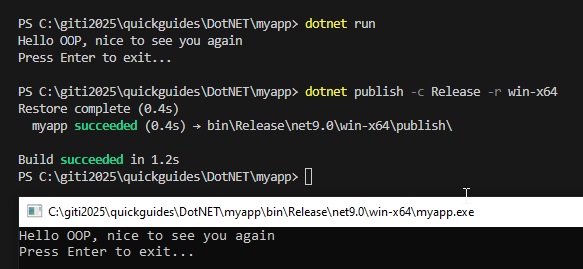 PS C:\giti2025\quickguides\DotNET\myapp> dotnet run
Hello OOP, nice to see you again
Press Enter to exit...
PS C:\giti2025\quickguides\DotNET\myapp> dotnet publish -c Release -r win-x64
Restore complete (0.4s)
myapp succeeded (0.4s) → bin\Release\net9.0\win-x64\publish\
Build succeeded in 1.2s
PS C:\giti2025\quickguides\DotNET\myapp>
C:\giti2025\quickguides\DotNET\myapp\bin\Release\net9.0\win-x64\myapp.exe
Hello OOP, nice to see you again
Press Enter to exit...